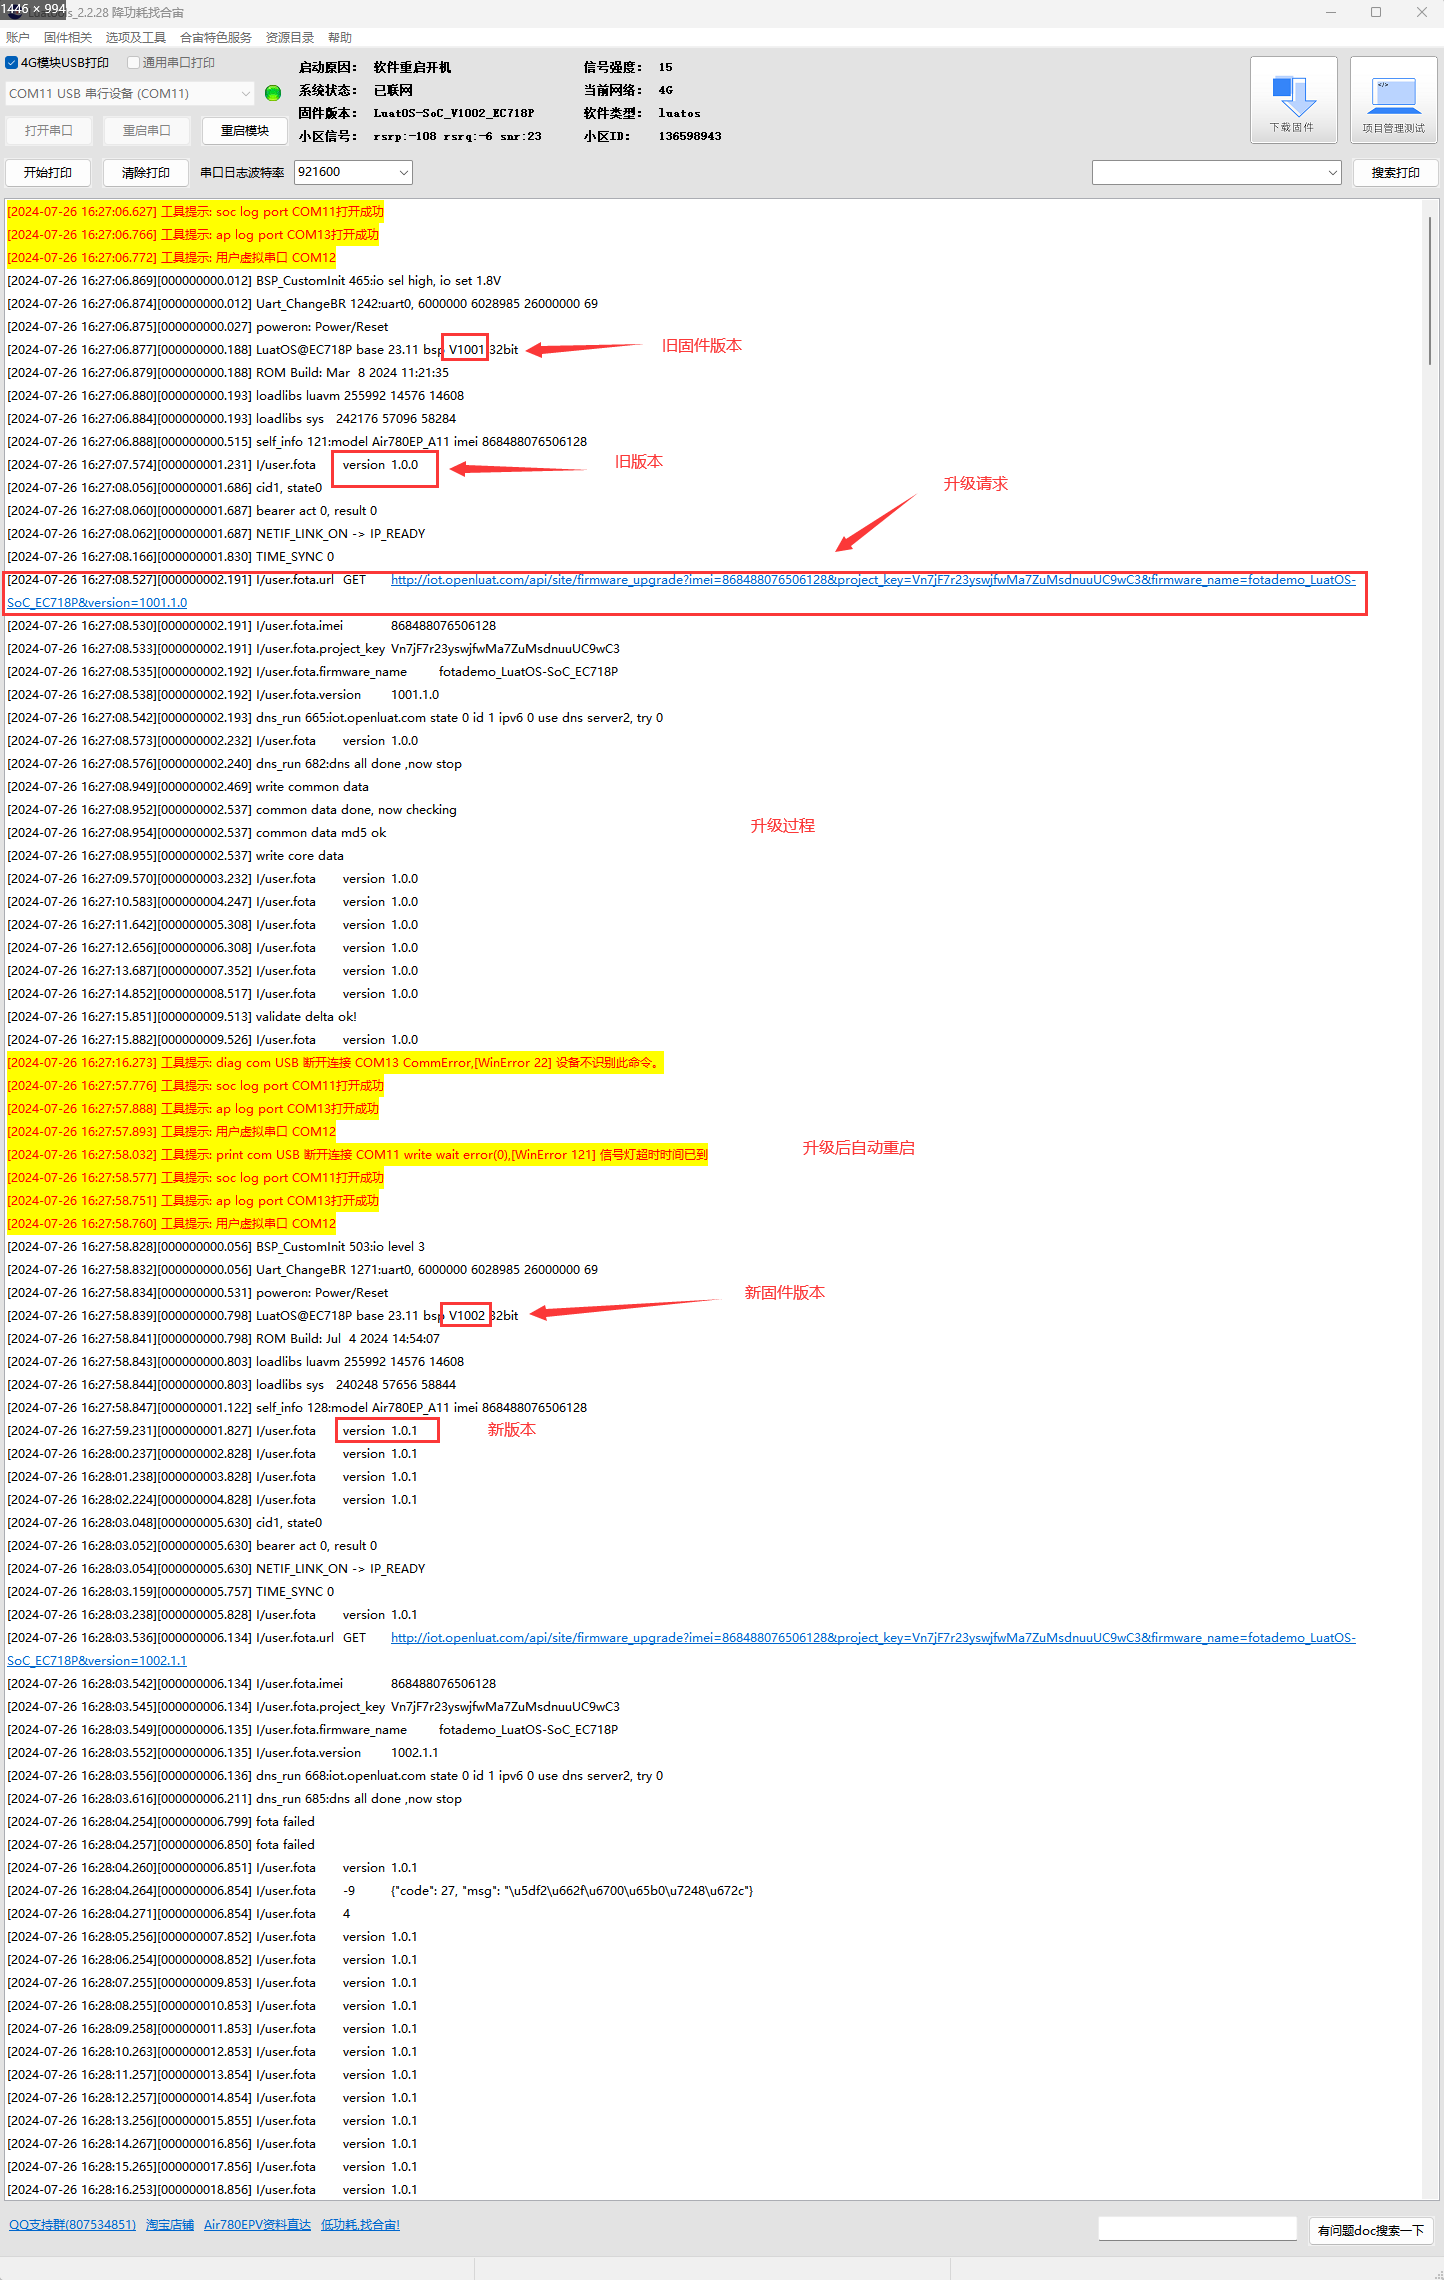 1446 × 994
Luatools_2.2.28 降功耗找合宙
账户 固件相关 选项及工具 合宙特色服务 资源目录 帮助
4G模块USB打印 通用串口打印
COM11 USB 串行设备 (COM11)
打开串口 重启串口 重启模块
启动原因： 软件重启开机 信号强度： 15
系统状态： 已联网 当前网络： 4G
固件版本： LuatOS-SoC_V1002_EC718P 软件类型： luatos
小区信号： rsrp:-108 rsrq:-6 snr:23 小区ID： 136598943
下载固件 项目管理测试
开始打印 清除打印 串口日志波特率 921600 搜索打印
[2024-07-26 16:27:06.627] 工具提示: soc log port COM11打开成功
[2024-07-26 16:27:06.766] 工具提示: ap log port COM13打开成功
[2024-07-26 16:27:06.772] 工具提示: 用户虚拟串口 COM12
[2024-07-26 16:27:06.869][000000000.012] BSP_CustomInit 465:io sel high, io set 1.8V
[2024-07-26 16:27:06.874][000000000.012] Uart_ChangeBR 1242:uart0, 6000000 6028985 26000000 69
[2024-07-26 16:27:06.875][000000000.027] poweron: Power/Reset
[2024-07-26 16:27:06.877][000000000.188] LuatOS@EC718P base 23.11 bsp V1001 32bit 旧固件版本
[2024-07-26 16:27:06.879][000000000.188] ROM Build: Mar 8 2024 11:21:35
[2024-07-26 16:27:06.880][000000000.193] loadlibs luavm 255992 14576 14608
[2024-07-26 16:27:06.884][000000000.193] loadlibs sys 242176 57096 58284
[2024-07-26 16:27:06.888][000000000.515] self_info 121:model Air780EP_A11 imei 868488076506128
[2024-07-26 16:27:07.574][000000001.231] I/user.fota version 1.0.0 旧版本
[2024-07-26 16:27:08.056][000000001.686] cid1, state0 升级请求
[2024-07-26 16:27:08.060][000000001.687] bearer act 0, result 0
[2024-07-26 16:27:08.062][000000001.687] NETIF_LINK_ON -> IP_READY
[2024-07-26 16:27:08.166][000000001.830] TIME_SYNC 0
[2024-07-26 16:27:08.527][000000002.191] I/user.fota.url GET http://iot.openluat.com/api/site/firmware_upgrade?imei=868488076506128&project_key=Vn7jF7r23yswjfwMa7ZuMsdnuuUC9wC3&firmware_name=fotademo_LuatOS-
SoC_EC718P&version=1001.1.0
[2024-07-26 16:27:08.530][000000002.191] I/user.fota.imei 868488076506128
[2024-07-26 16:27:08.533][000000002.191] I/user.fota.project_key Vn7jF7r23yswjfwMa7ZuMsdnuuUC9wC3
[2024-07-26 16:27:08.535][000000002.192] I/user.fota.firmware_name fotademo_LuatOS-SoC_EC718P
[2024-07-26 16:27:08.538][000000002.192] I/user.fota.version 1001.1.0
[2024-07-26 16:27:08.542][000000002.193] dns_run 665:iot.openluat.com state 0 id 1 ipv6 0 use dns server2, try 0
[2024-07-26 16:27:08.573][000000002.232] I/user.fota version 1.0.0
[2024-07-26 16:27:08.576][000000002.240] dns_run 682:dns all done ,now stop
[2024-07-26 16:27:08.949][000000002.469] write common data
[2024-07-26 16:27:08.952][000000002.537] common data done, now checking
[2024-07-26 16:27:08.954][000000002.537] common data md5 ok 升级过程
[2024-07-26 16:27:08.955][000000002.537] write core data
[2024-07-26 16:27:09.570][000000003.232] I/user.fota version 1.0.0
[2024-07-26 16:27:10.583][000000004.247] I/user.fota version 1.0.0
[2024-07-26 16:27:11.642][000000005.308] I/user.fota version 1.0.0
[2024-07-26 16:27:12.656][000000006.308] I/user.fota version 1.0.0
[2024-07-26 16:27:13.687][000000007.352] I/user.fota version 1.0.0
[2024-07-26 16:27:14.852][000000008.517] I/user.fota version 1.0.0
[2024-07-26 16:27:15.851][000000009.513] validate delta ok!
[2024-07-26 16:27:15.882][000000009.526] I/user.fota version 1.0.0
[2024-07-26 16:27:16.273] 工具提示: diag com USB 断开连接 COM13 CommError,[WinError 22] 设备不识别此命令。
[2024-07-26 16:27:57.776] 工具提示: soc log port COM11打开成功
[2024-07-26 16:27:57.888] 工具提示: ap log port COM13打开成功
[2024-07-26 16:27:57.893] 工具提示: 用户虚拟串口 COM12
[2024-07-26 16:27:58.032] 工具提示: print com USB 断开连接 COM11 write wait error(0),[WinError 121] 信号灯超时时间已到 升级后自动重启
[2024-07-26 16:27:58.577] 工具提示: soc log port COM11打开成功
[2024-07-26 16:27:58.751] 工具提示: ap log port COM13打开成功
[2024-07-26 16:27:58.760] 工具提示: 用户虚拟串口 COM12
[2024-07-26 16:27:58.828][000000000.056] BSP_CustomInit 503:io level 3
[2024-07-26 16:27:58.832][000000000.056] Uart_ChangeBR 1271:uart0, 6000000 6028985 26000000 69
[2024-07-26 16:27:58.834][000000000.531] poweron: Power/Reset 新固件版本
[2024-07-26 16:27:58.839][000000000.798] LuatOS@EC718P base 23.11 bsp V1002 32bit
[2024-07-26 16:27:58.841][000000000.798] ROM Build: Jul 4 2024 14:54:07
[2024-07-26 16:27:58.843][000000000.803] loadlibs luavm 255992 14576 14608
[2024-07-26 16:27:58.844][000000000.803] loadlibs sys 240248 57656 58844
[2024-07-26 16:27:58.847][000000001.122] self_info 128:model Air780EP_A11 imei 868488076506128
[2024-07-26 16:27:59.231][000000001.827] I/user.fota version 1.0.1 新版本
[2024-07-26 16:28:00.237][000000002.828] I/user.fota version 1.0.1
[2024-07-26 16:28:01.238][000000003.828] I/user.fota version 1.0.1
[2024-07-26 16:28:02.224][000000004.828] I/user.fota version 1.0.1
[2024-07-26 16:28:03.048][000000005.630] cid1, state0
[2024-07-26 16:28:03.052][000000005.630] bearer act 0, result 0
[2024-07-26 16:28:03.054][000000005.630] NETIF_LINK_ON -> IP_READY
[2024-07-26 16:28:03.159][000000005.757] TIME_SYNC 0
[2024-07-26 16:28:03.238][000000005.828] I/user.fota version 1.0.1
[2024-07-26 16:28:03.536][000000006.134] I/user.fota.url GET http://iot.openluat.com/api/site/firmware_upgrade?imei=868488076506128&project_key=Vn7jF7r23yswjfwMa7ZuMsdnuuUC9wC3&firmware_name=fotademo_LuatOS-
SoC_EC718P&version=1002.1.1
[2024-07-26 16:28:03.542][000000006.134] I/user.fota.imei 868488076506128
[2024-07-26 16:28:03.545][000000006.134] I/user.fota.project_key Vn7jF7r23yswjfwMa7ZuMsdnuuUC9wC3
[2024-07-26 16:28:03.549][000000006.135] I/user.fota.firmware_name fotademo_LuatOS-SoC_EC718P
[2024-07-26 16:28:03.552][000000006.135] I/user.fota.version 1002.1.1
[2024-07-26 16:28:03.556][000000006.136] dns_run 668:iot.openluat.com state 0 id 1 ipv6 0 use dns server2, try 0
[2024-07-26 16:28:03.616][000000006.211] dns_run 685:dns all done ,now stop
[2024-07-26 16:28:04.254][000000006.799] fota failed
[2024-07-26 16:28:04.257][000000006.850] fota failed
[2024-07-26 16:28:04.260][000000006.851] I/user.fota version 1.0.1
[2024-07-26 16:28:04.264][000000006.854] I/user.fota -9 {"code": 27, "msg": "\u5df2\u662f\u6700\u65b0\u7248\u672c"}
[2024-07-26 16:28:04.271][000000006.854] I/user.fota 4
[2024-07-26 16:28:05.256][000000007.852] I/user.fota version 1.0.1
[2024-07-26 16:28:06.254][000000008.852] I/user.fota version 1.0.1
[2024-07-26 16:28:07.255][000000009.853] I/user.fota version 1.0.1
[2024-07-26 16:28:08.255][000000010.853] I/user.fota version 1.0.1
[2024-07-26 16:28:09.258][000000011.853] I/user.fota version 1.0.1
[2024-07-26 16:28:10.263][000000012.853] I/user.fota version 1.0.1
[2024-07-26 16:28:11.257][000000013.854] I/user.fota version 1.0.1
[2024-07-26 16:28:12.257][000000014.854] I/user.fota version 1.0.1
[2024-07-26 16:28:13.256][000000015.855] I/user.fota version 1.0.1
[2024-07-26 16:28:14.267][000000016.856] I/user.fota version 1.0.1
[2024-07-26 16:28:15.265][000000017.856] I/user.fota version 1.0.1
[2024-07-26 16:28:16.253][000000018.856] I/user.fota version 1.0.1
QQ支持群(807534851) 淘宝店铺 Air780EPV资料直达 低功耗,找合宙! 有问题doc搜索一下